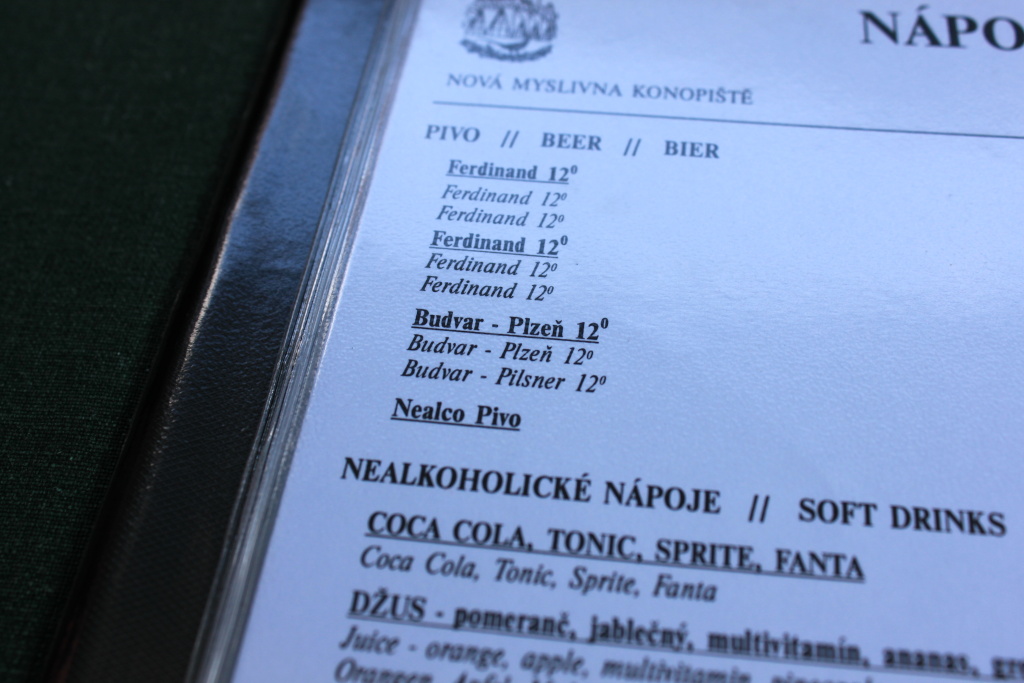 NÁPO
NOVÁ MYSLIVNA KONOPIŠTĚ
PIVO // BEER // BIER
Ferdinand 12⁰
Ferdinand 12⁰
Ferdinand 12⁰
Ferdinand 12⁰
Ferdinand 12⁰
Ferdinand 12⁰
Budvar - Plzeň 12⁰
Budvar - Plzeň 12⁰
Budvar - Pilsner 12⁰
Nealco Pivo
NEALKOHOLICKÉ NÁPOJE // SOFT DRINKS
COCA COLA, TONIC, SPRITE, FANTA
Coca Cola, Tonic, Sprite, Fanta
DŽUS - pomeranč, jablečný, multivitamín, ananas,
Juice - orange, apple, multivitamin,